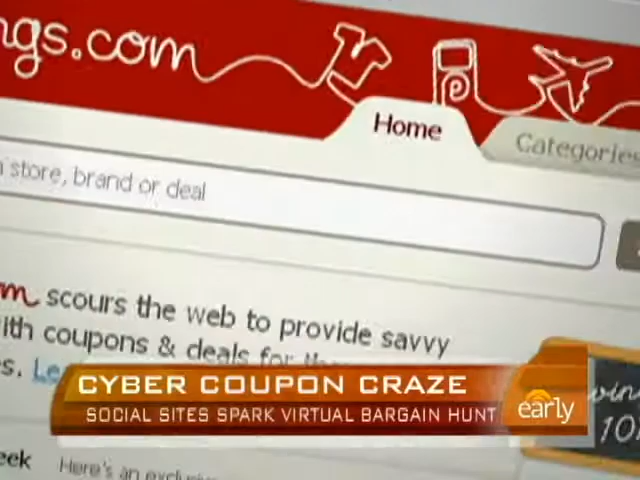 ngs.com
Home
Categories
store, brand or deal
m scours the web to provide savvy
ith coupons & deals for
s.
CYBER COUPON CRAZE
SOCIAL SITES SPARK VIRTUAL BARGAIN HUNT
early
eek
Here's an